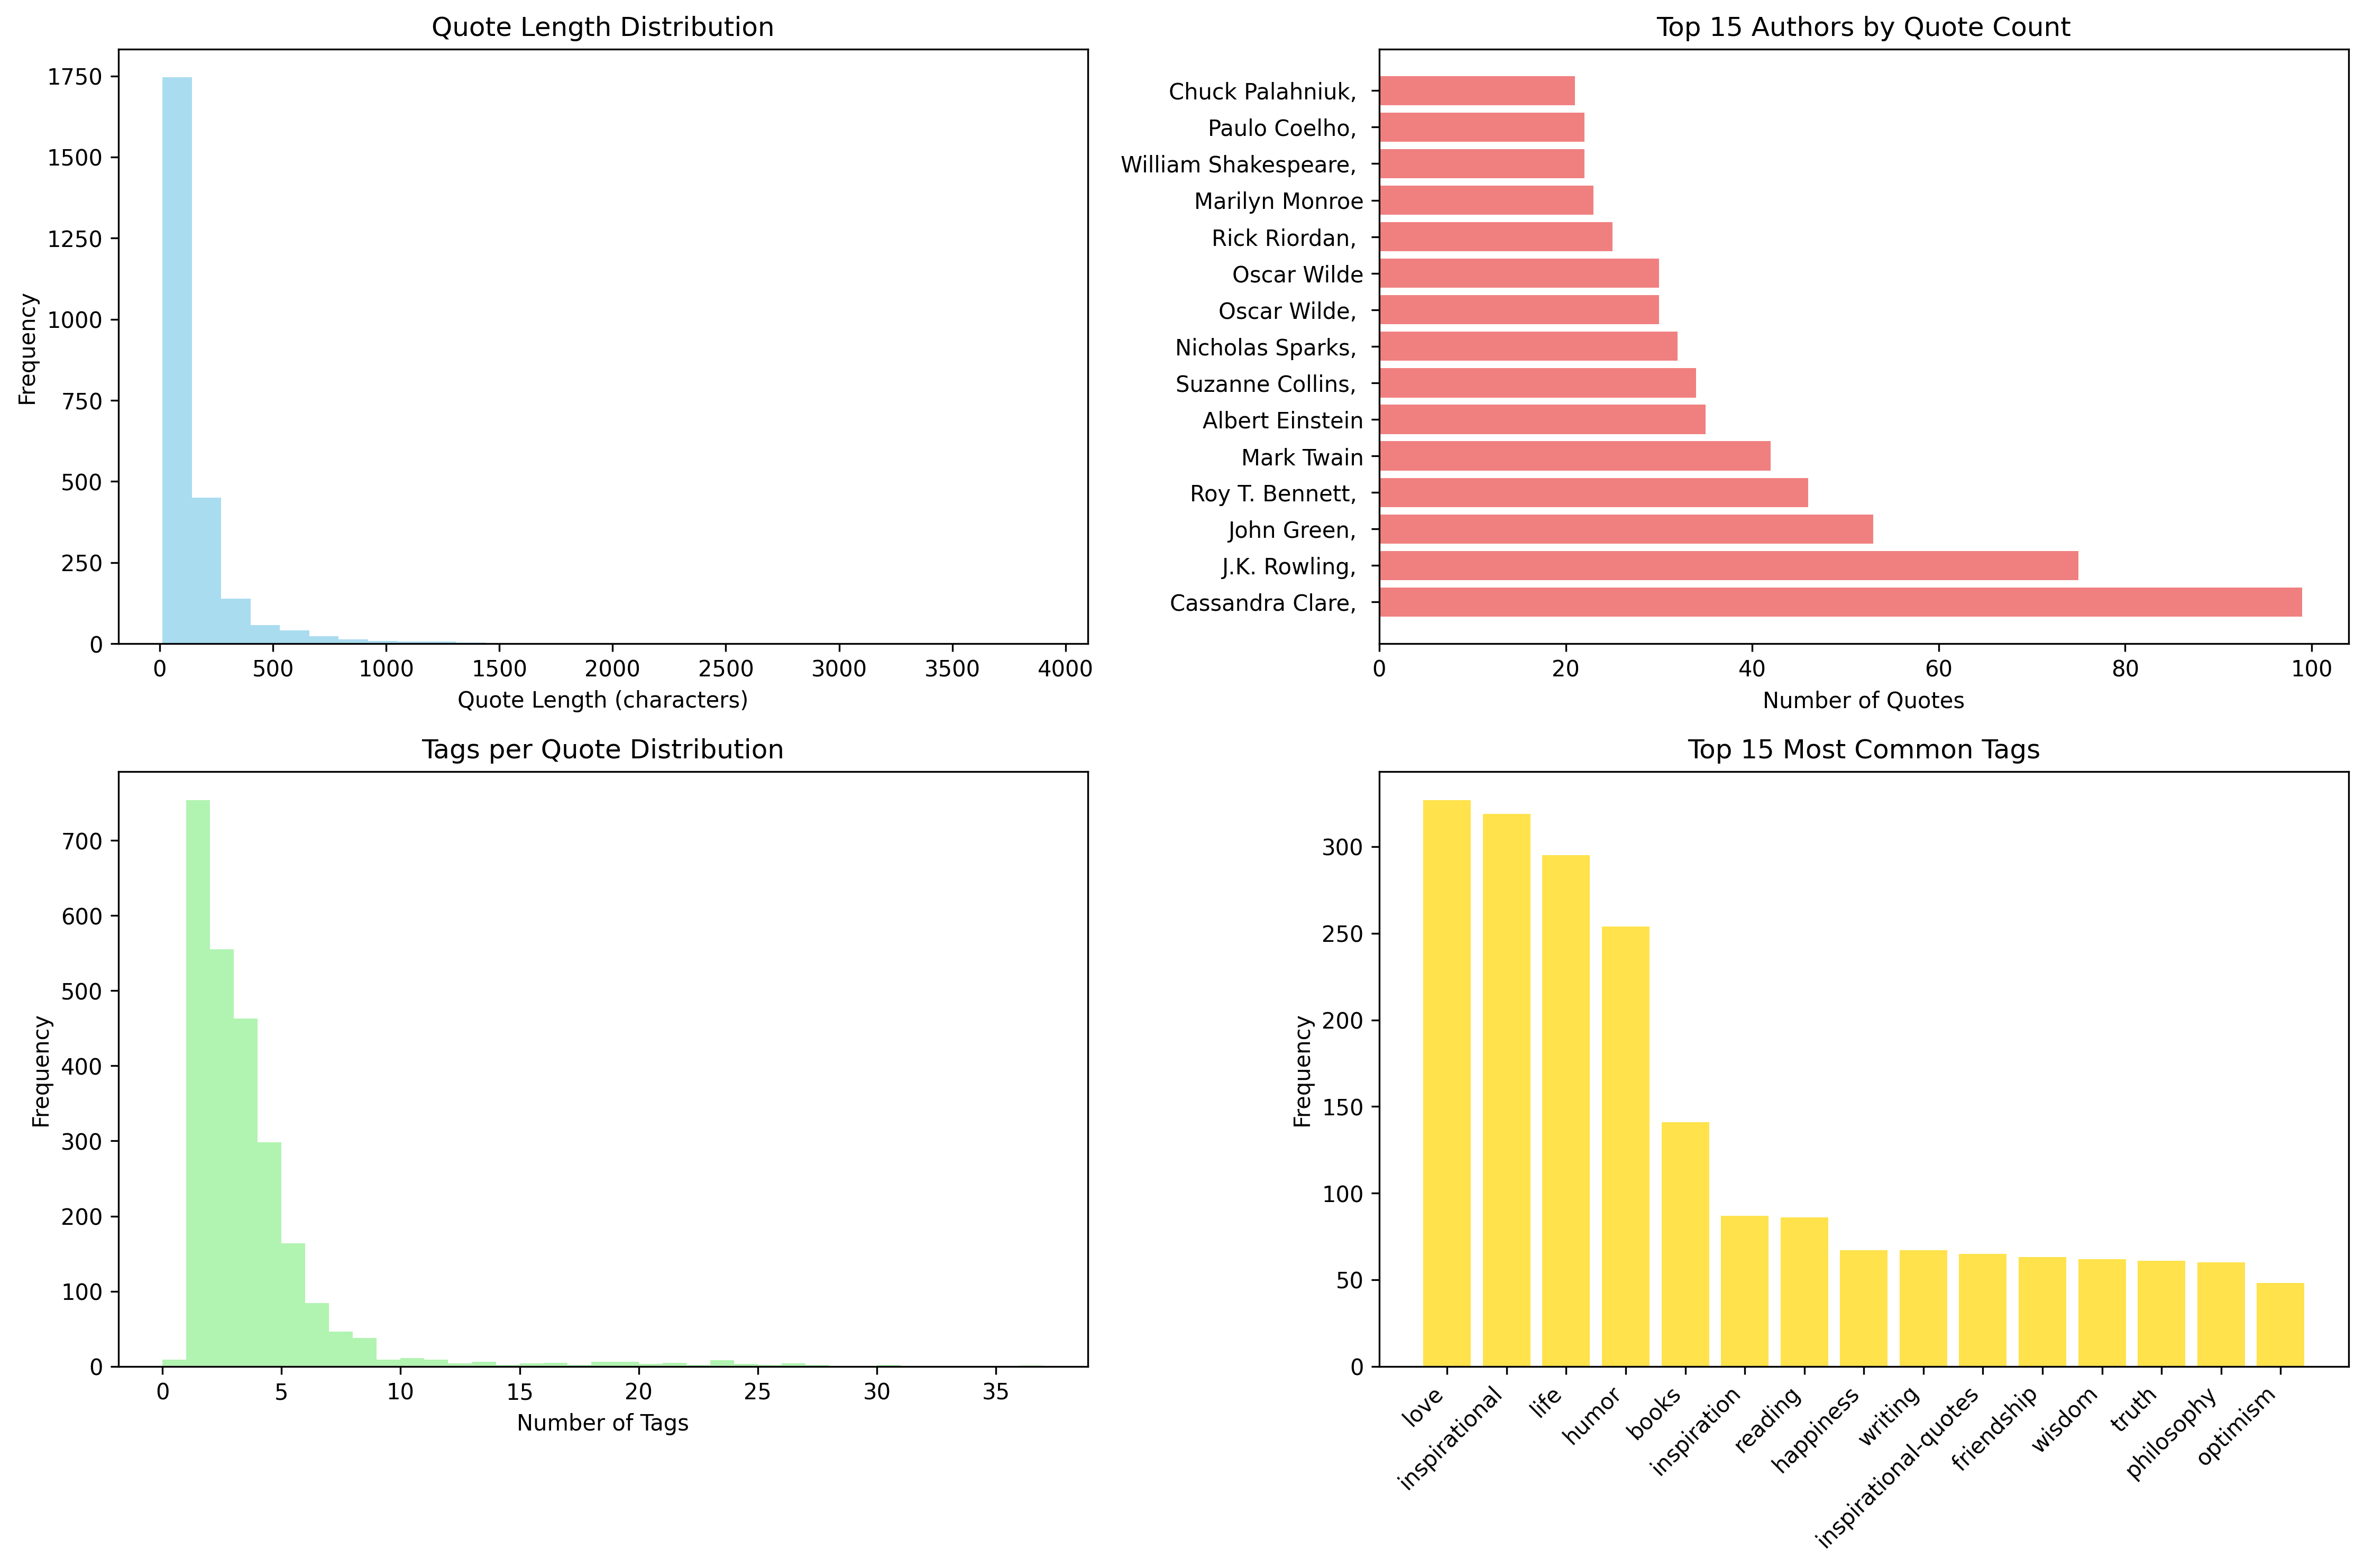 Quote Length Distribution
Frequency
1750
1500
1250
1000
750
500
250
0
0 500 1000 1500 2000 2500 3000 3500 4000
Quote Length (characters)
Top 15 Authors by Quote Count
Chuck Palahniuk,
Paulo Coelho,
William Shakespeare,
Marilyn Monroe
Rick Riordan,
Oscar Wilde
Oscar Wilde,
Nicholas Sparks,
Suzanne Collins,
Albert Einstein
Mark Twain
Roy T. Bennett,
John Green,
J.K. Rowling,
Cassandra Clare,
0 20 40 60 80 100
Number of Quotes
Tags per Quote Distribution
Frequency
700
600
500
400
300
200
100
0
0 5 10 15 20 25 30 35
Number of Tags
Top 15 Most Common Tags
Frequency
300
250
200
150
100
50
0
love
inspirational
life
humor
books
inspiration
reading
happiness
writing
inspirational-quotes
friendship
wisdom
truth
philosophy
optimism